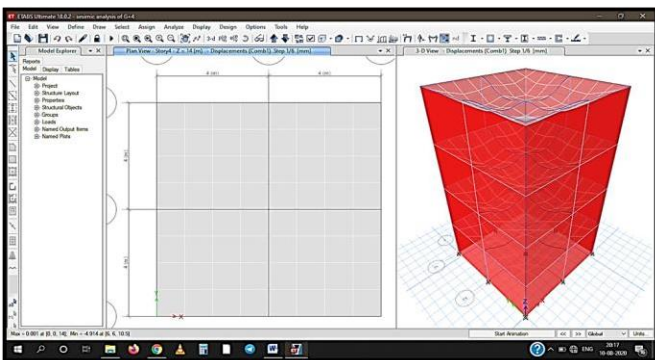 ETABS Ultimate 18.0.2 - seismic analysis of G+4
File Edit View Define Draw Select Assign Analyze Display Design Options Tools Help
Model Explorer
Plan View - Story4 - Z = 14 (m) - Displacements (Comb1) Step 1/6 [mm]
3-D View - Displacements (Comb1) Step 1/6 [mm]
Reports
Model Display Tables
Model
Project
Structure Layout
Properties
Structural Objects
Groups
Loads
Named Output Items
Named Plots
4 (m) 4 (m)
4 (m)
4 (m)
Y
X
Z
Max = 0.001 at [0, 0, 14]; Min = -4.914 at [6, 6, 10.5]
Start Animation << >> Global Units...
ENG 20:17
10-08-2020